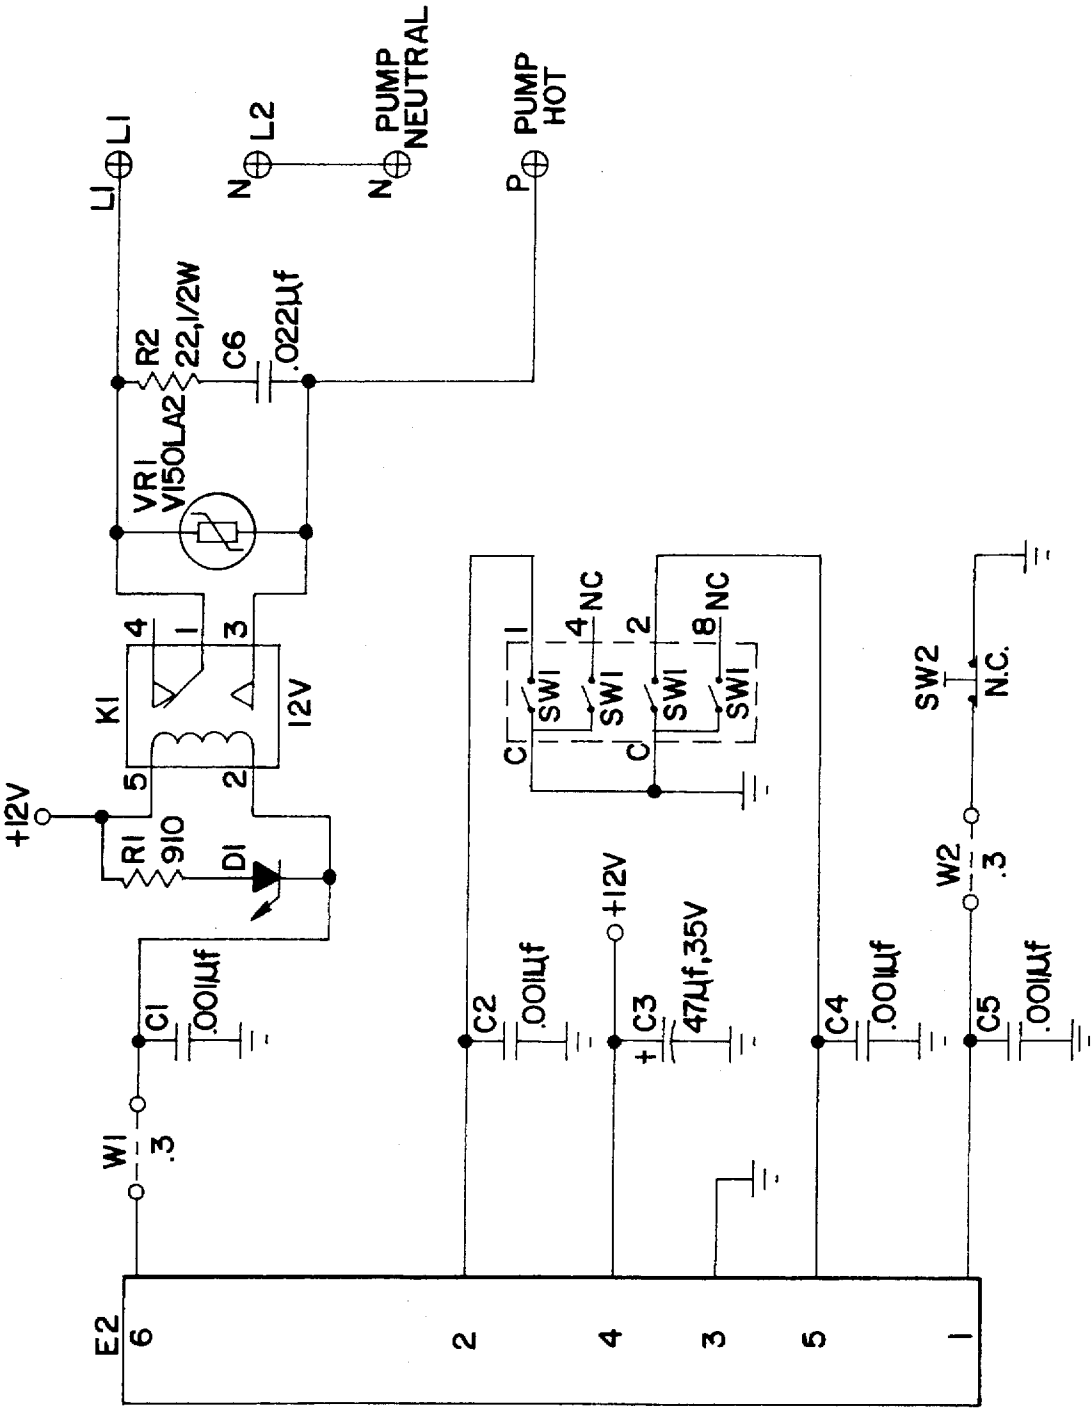 E2
6
2
4
3
5
1
W1
.3
C1
.001µf
+12V
R1
910
D1
K1
12V
5
2
4
1
3
VR1
V150LA2
R2
22,1/2W
C6
.022µf
L1
L1
N
L2
N
PUMP
NEUTRAL
P
PUMP
HOT
C2
.001µf
+12V
+
C3
47µf,35V
C4
.001µf
C
SW1
1
SW1
4 NC
C
SW1
2
SW1
8 NC
C5
.001µf
W2
.3
SW2
N.C.